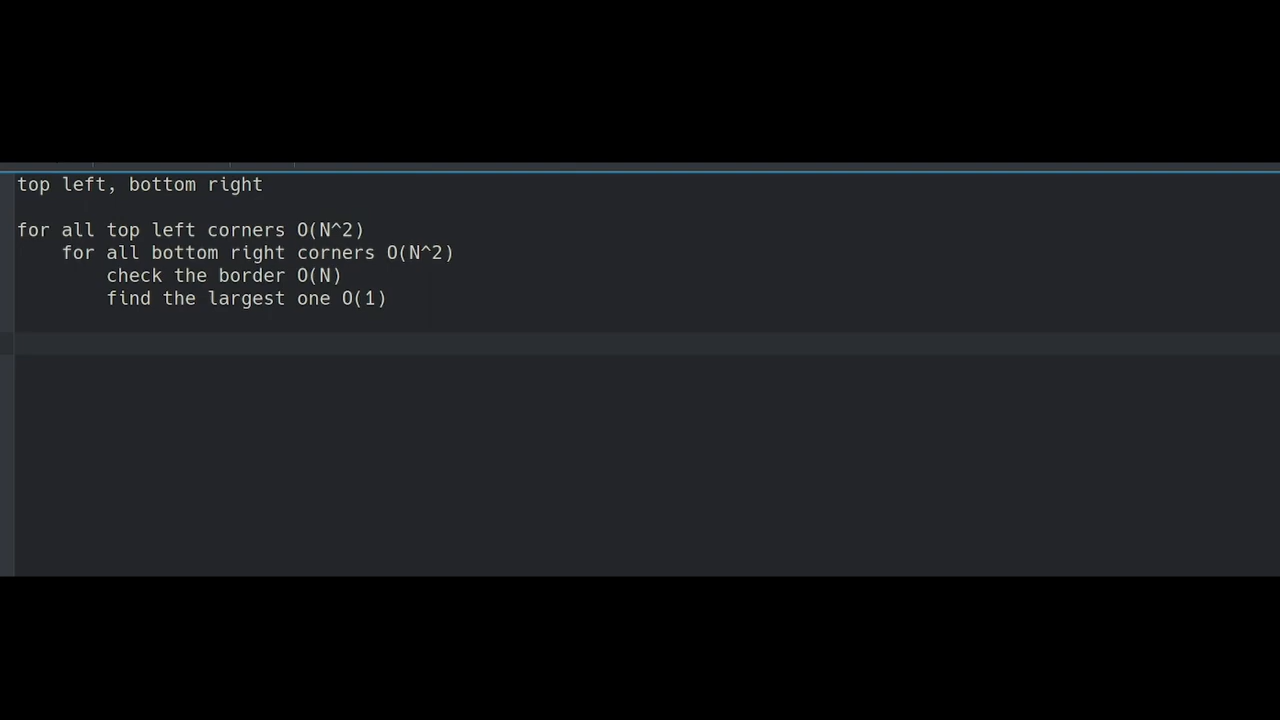 top left, bottom right
for all top left corners O(N^2)
for all bottom right corners O(N^2)
check the border O(N)
find the largest one O(1)